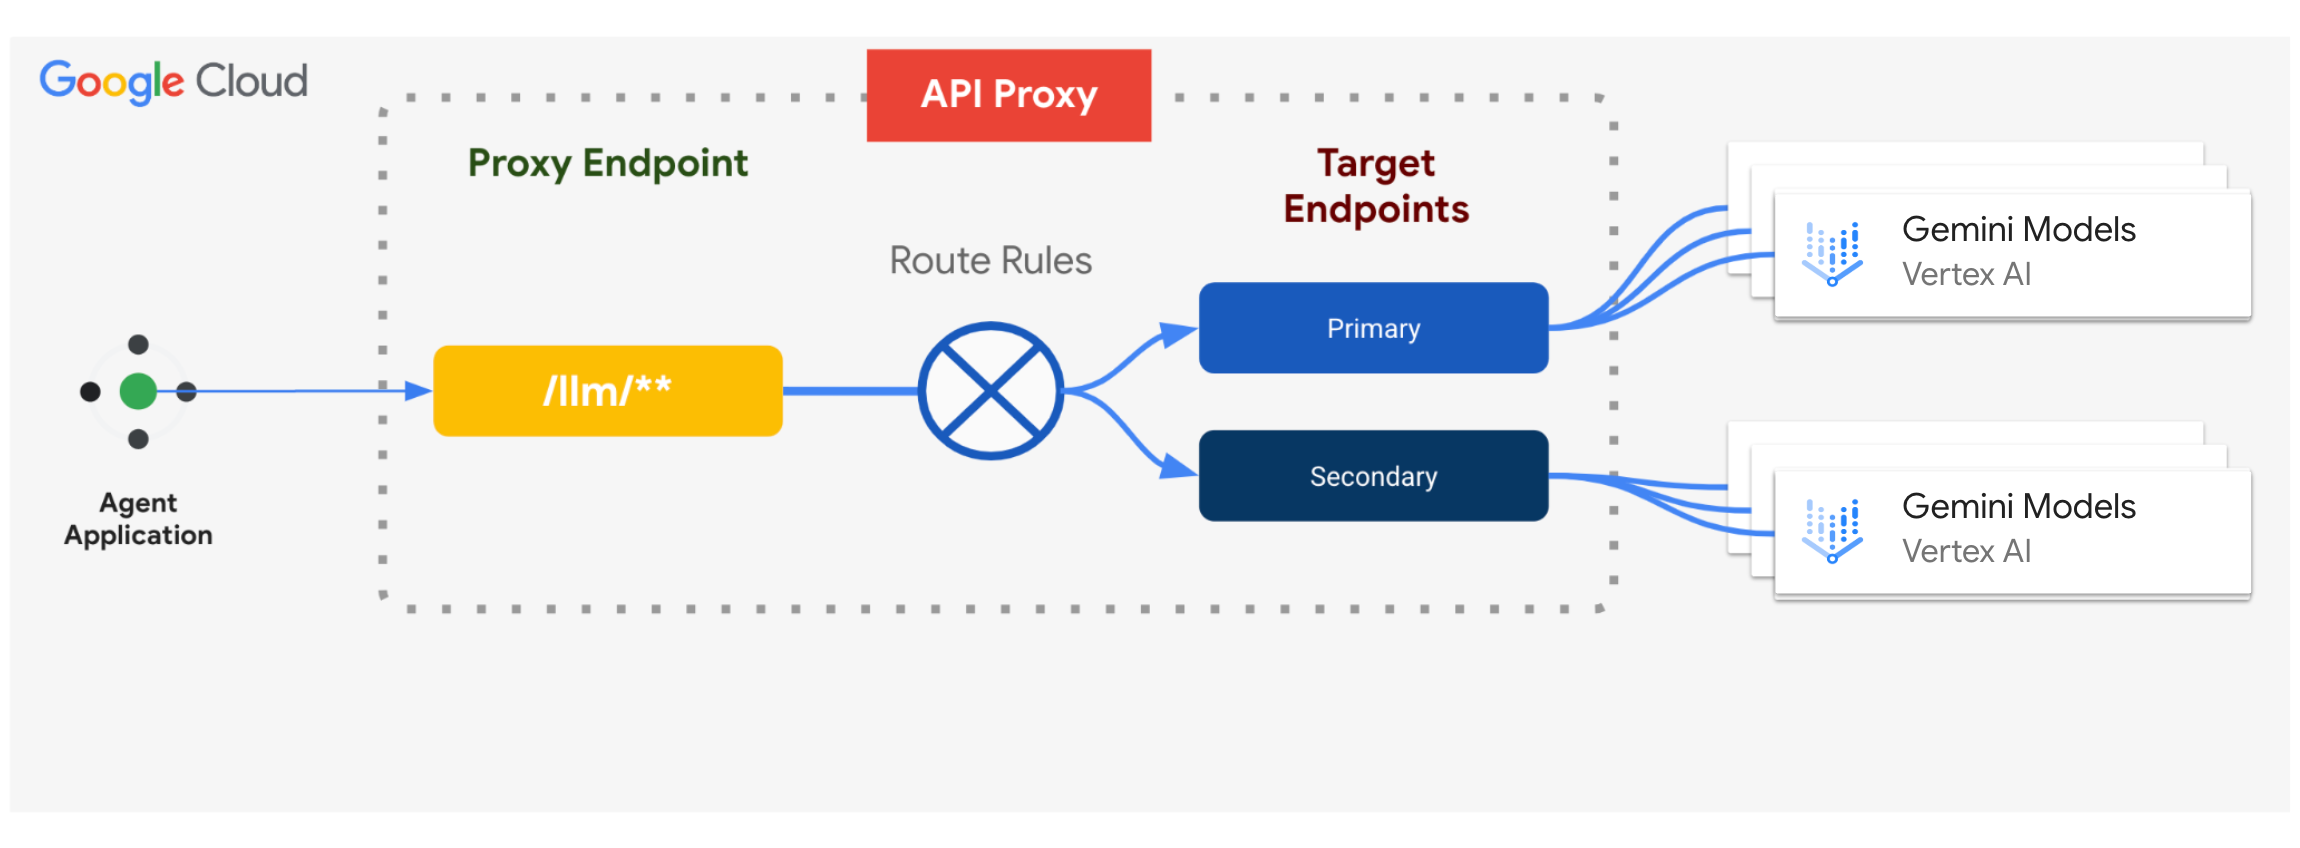 Google Cloud
API Proxy
Proxy Endpoint
Target
Endpoints
Route Rules
/llm/**
Primary
Secondary
Agent
Application
Gemini Models
Vertex AI
Gemini Models
Vertex AI